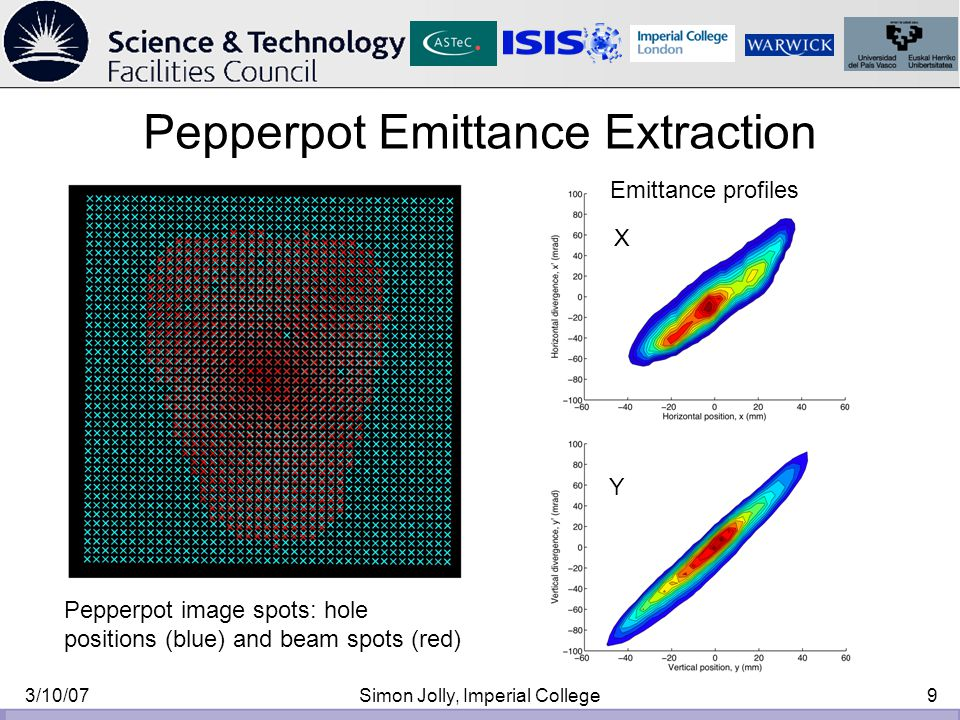 Science & Technology
Facilities Council
ASTeC
ISIS
Imperial College
London
WARWICK
Universidad
del País Vasco
Euskal Herriko
Unibertsitatea
Pepperpot Emittance Extraction
Emittance profiles
X
100
80
60
40
20
0
−20
−40
−60
−80
−100
Horizontal divergence, x' (mrad)
−60 −40 −20 0 20 40 60
Horizontal position, x (mm)
Y
100
80
60
40
20
0
−20
−40
−60
−80
−100
Vertical divergence, y' (mrad)
−60 −40 −20 0 20 40 60
Vertical position, y (mm)
Pepperpot image spots: hole
positions (blue) and beam spots (red)
3/10/07
Simon Jolly, Imperial College
9